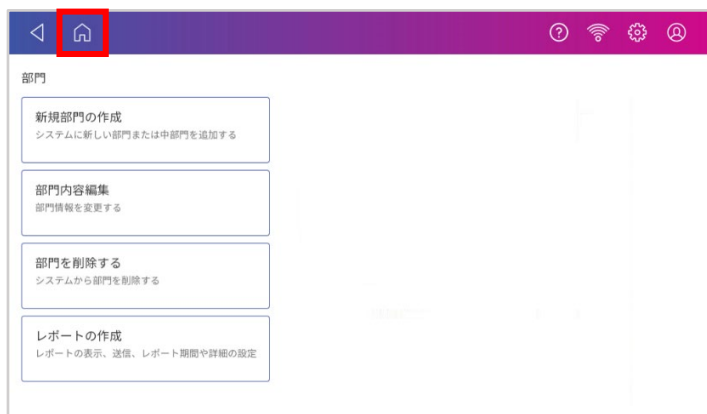 部門
新規部門の作成
システムに新しい部門または中部門を追加する
部門内容編集
部門情報を変更する
部門を削除する
システムから部門を削除する
レポートの作成
レポートの表示、送信、レポート期間や詳細の設定